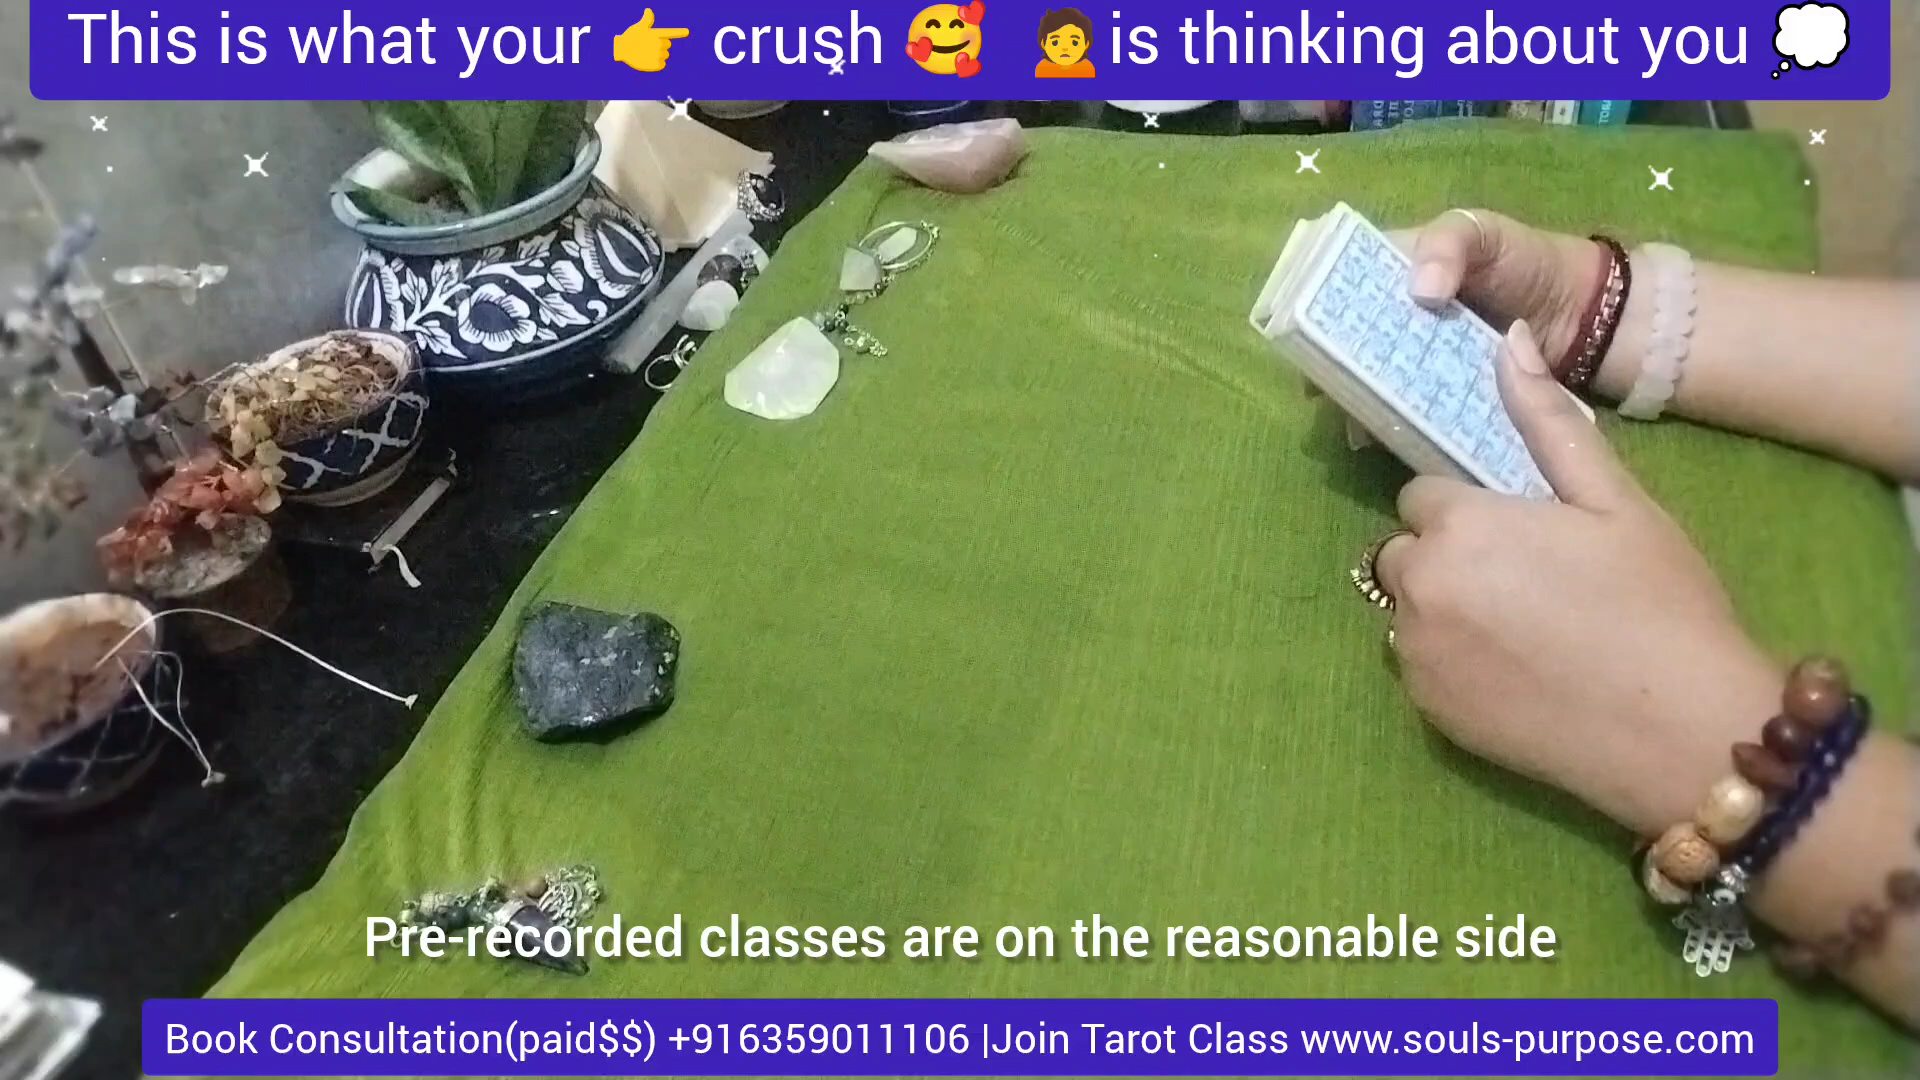 This is what your 👉 crush 🥰 🙍 is thinking about you 💭
Pre-recorded classes are on the reasonable side
Book Consultation(paid$$) +916359011106 |Join Tarot Class www.souls-purpose.com